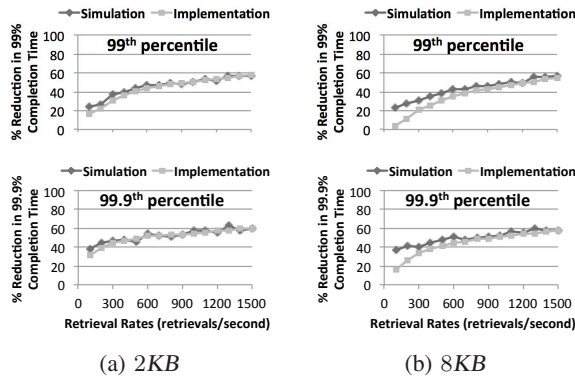 Simulation Implementation
99th percentile
% Reduction in 99%
Completion Time
100
80
60
40
20
0
Simulation Implementation
99.9th percentile
% Reduction in 99.9%
Completion Time
100
80
60
40
20
0
0 300 600 900 1200 1500
Retrieval Rates (retrievals/second)
(a) 2KB
Simulation Implementation
99th percentile
% Reduction in 99%
Completion Time
100
80
60
40
20
0
Simulation Implementation
99.9th percentile
% Reduction in 99.9%
Completion Time
100
80
60
40
20
0
0 300 600 900 1200 1500
Retrieval Rates (retrievals/second)
(b) 8KB